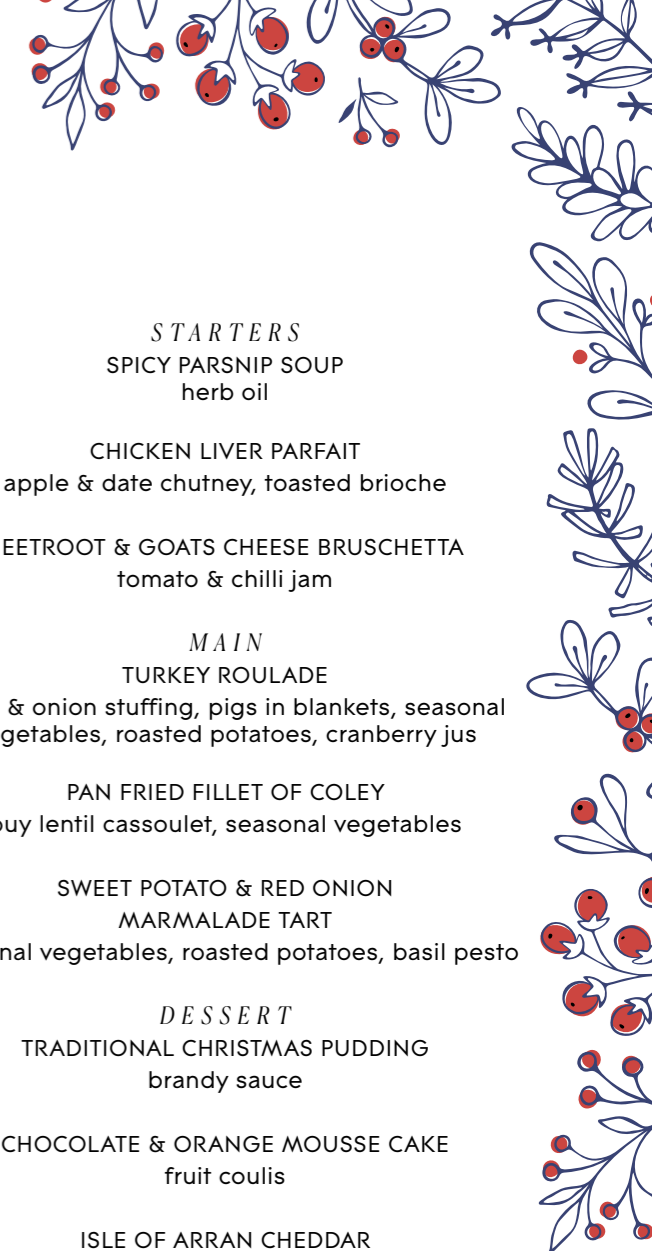 STARTERS
SPICY PARSNIP SOUP
herb oil
CHICKEN LIVER PARFAIT
apple & date chutney, toasted brioche
EETROOT & GOATS CHEESE BRUSCHETTA
tomato & chilli jam
MAIN
TURKEY ROULADE
& onion stuffing, pigs in blankets, seasonal
getables, roasted potatoes, cranberry jus
PAN FRIED FILLET OF COLEY
puy lentil cassoulet, seasonal vegetables
SWEET POTATO & RED ONION
MARMALADE TART
nal vegetables, roasted potatoes, basil pesto
DESSERT
TRADITIONAL CHRISTMAS PUDDING
brandy sauce
CHOCOLATE & ORANGE MOUSSE CAKE
fruit coulis
ISLE OF ARRAN CHEDDAR